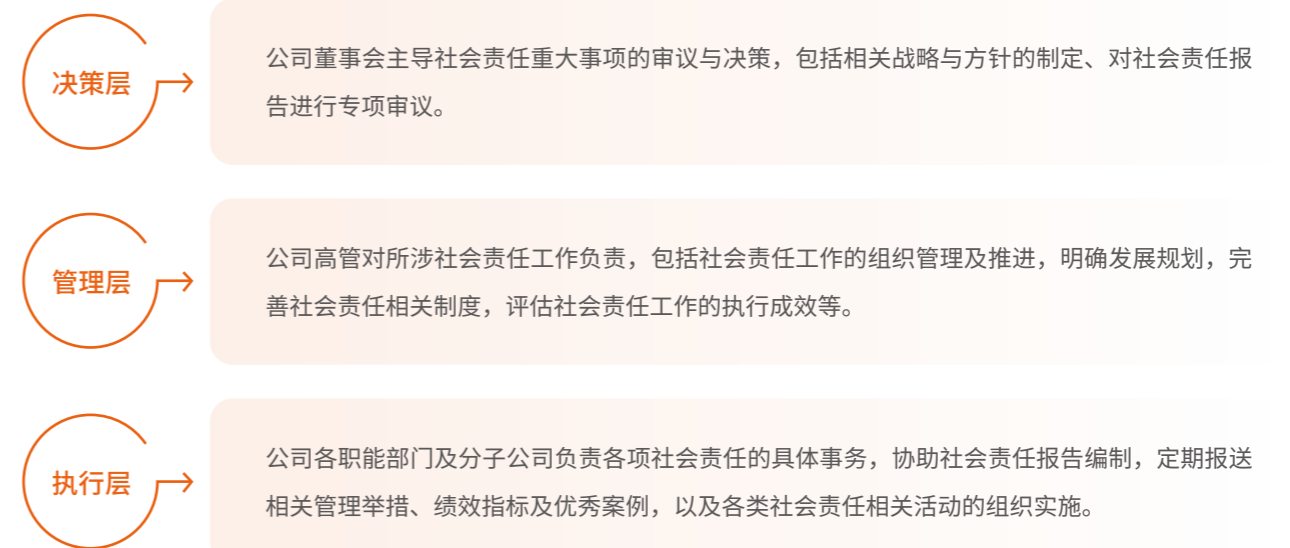 决策层
公司董事会主导社会责任重大事项的审议与决策，包括相关战略与方针的制定、对社会责任报
告进行专项审议。
管理层
公司高管对所涉社会责任工作负责，包括社会责任工作的组织管理及推进，明确发展规划，完
善社会责任相关制度，评估社会责任工作的执行成效等。
执行层
公司各职能部门及分子公司负责各项社会责任的具体事务，协助社会责任报告编制，定期报送
相关管理举措、绩效指标及优秀案例，以及各类社会责任相关活动的组织实施。